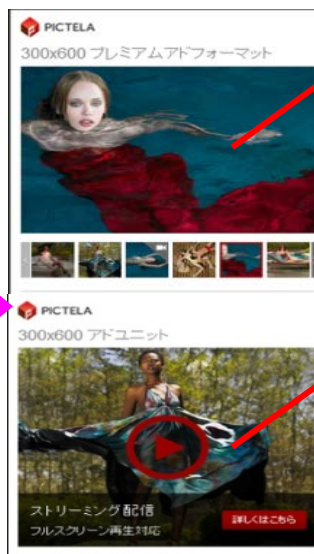 PICTELA
300x600 プレミアムアドフォーマット
PICTELA
300x600 アドユニット
ストリーミング配信
フルスクリーン再生対応
詳しくはこちら